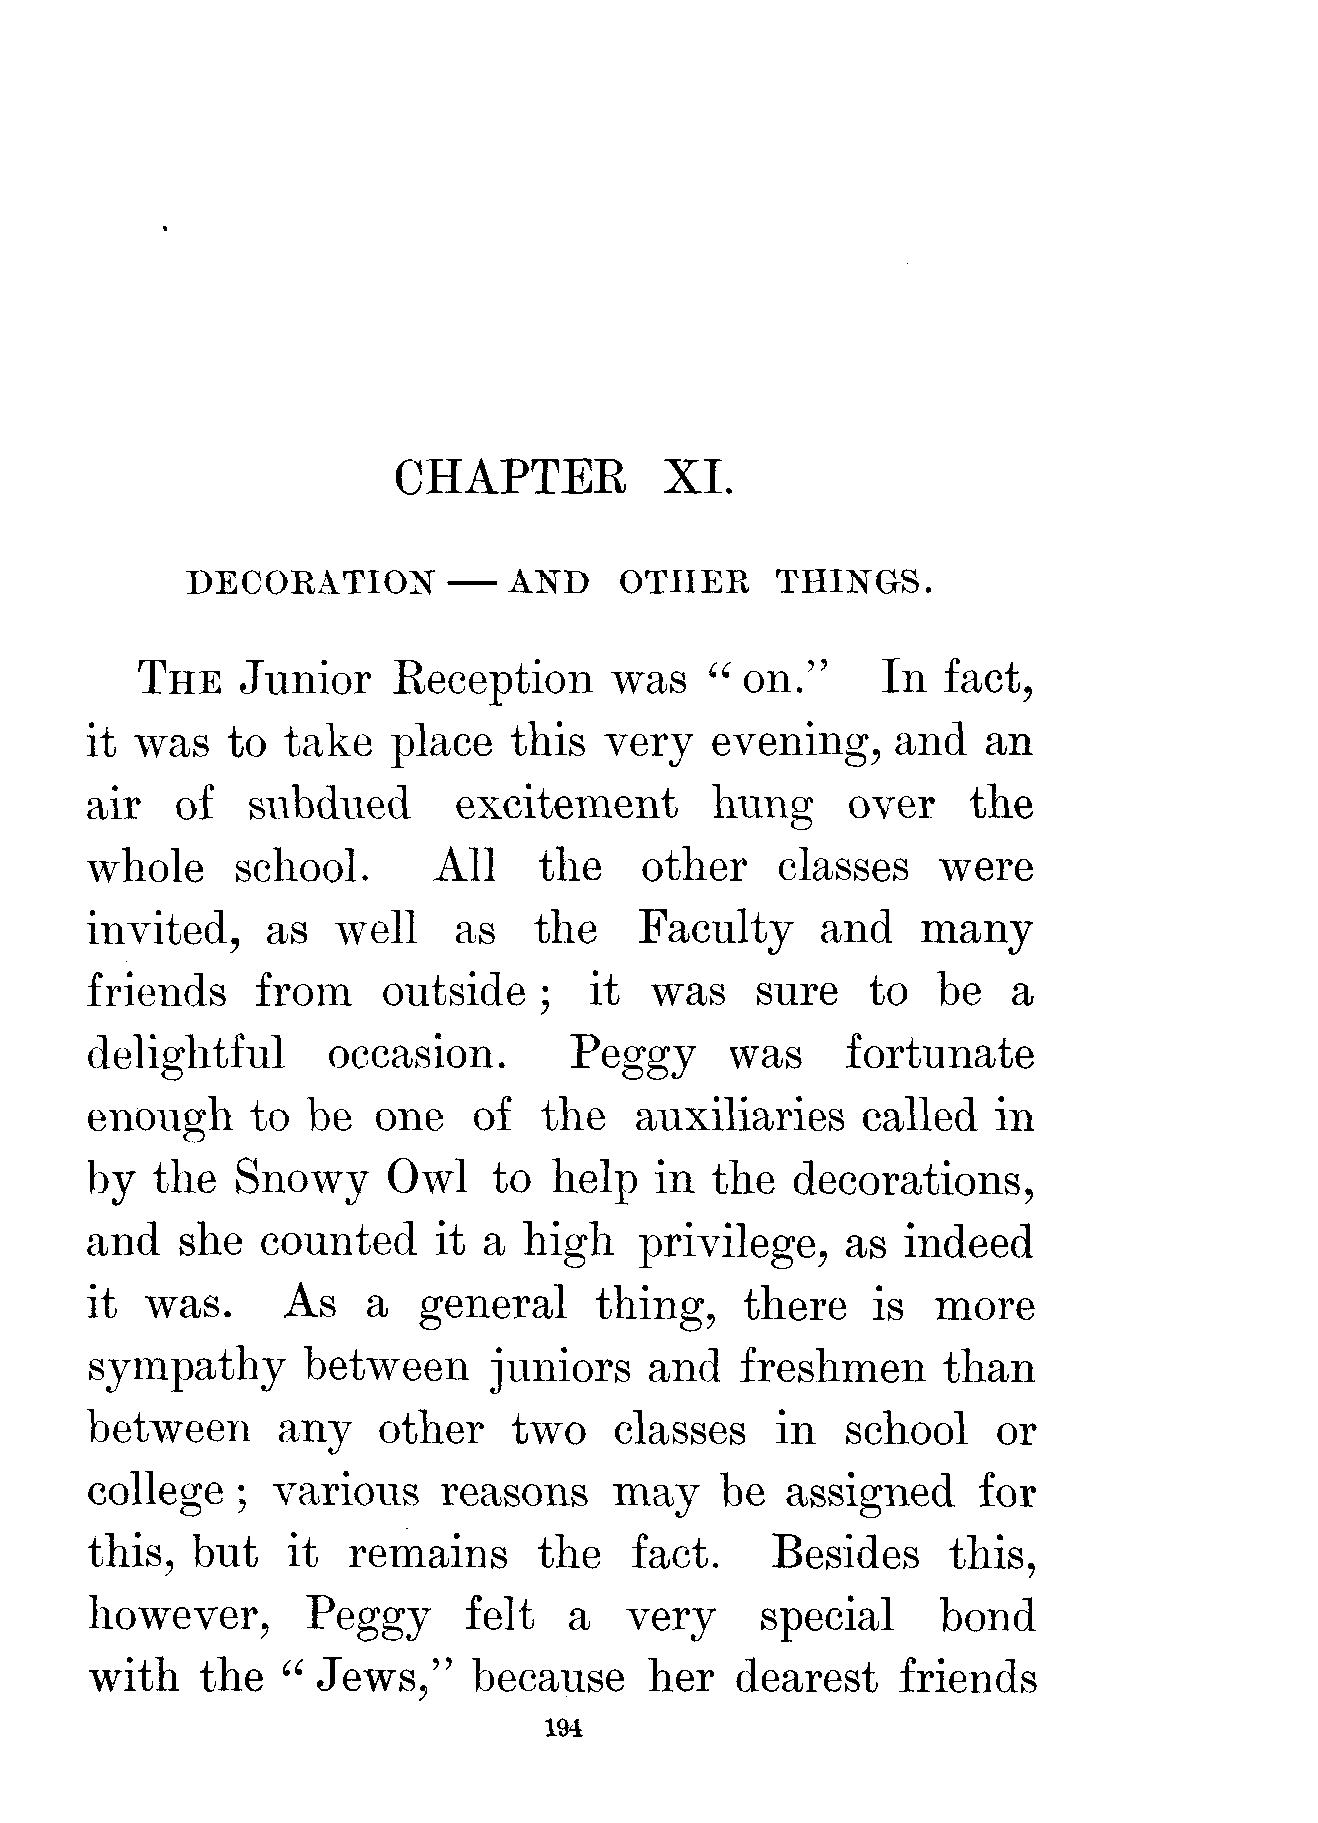 CHAPTER XI.
DECORATION — AND OTHER THINGS.
THE Junior Reception was “on.” In fact,
it was to take place this very evening, and an
air of subdued excitement hung over the
whole school. All the other classes were
invited, as well as the Faculty and many
friends from outside; it was sure to be a
delightful occasion. Peggy was fortunate
enough to be one of the auxiliaries called in
by the Snowy Owl to help in the decorations,
and she counted it a high privilege, as indeed
it was. As a general thing, there is more
sympathy between juniors and freshmen than
between any other two classes in school or
college; various reasons may be assigned for
this, but it remains the fact. Besides this,
however, Peggy felt a very special bond
with the “Jews,” because her dearest friends
194